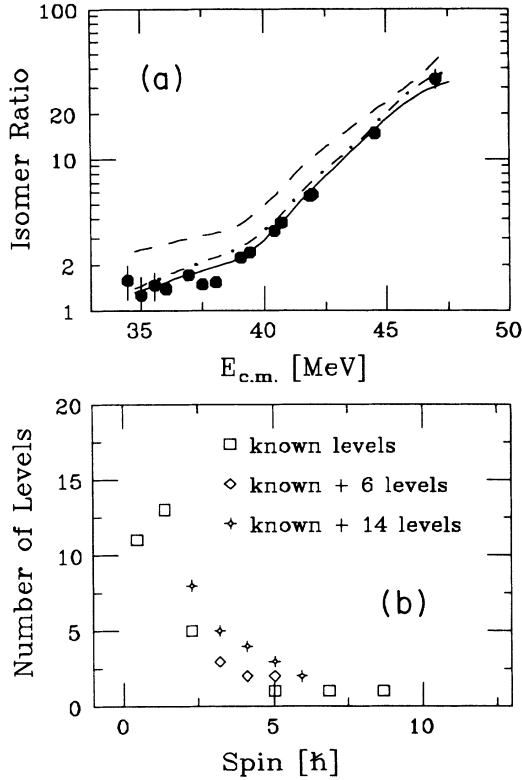 100
20
10
2
1
Isomer Ratio
(a)
35 40 45 50
E c.m. [MeV]
20
15
10
5
0
Number of Levels
□ known levels
◇ known + 6 levels
✧ known + 14 levels
(b)
0 5 10
Spin [ħ]